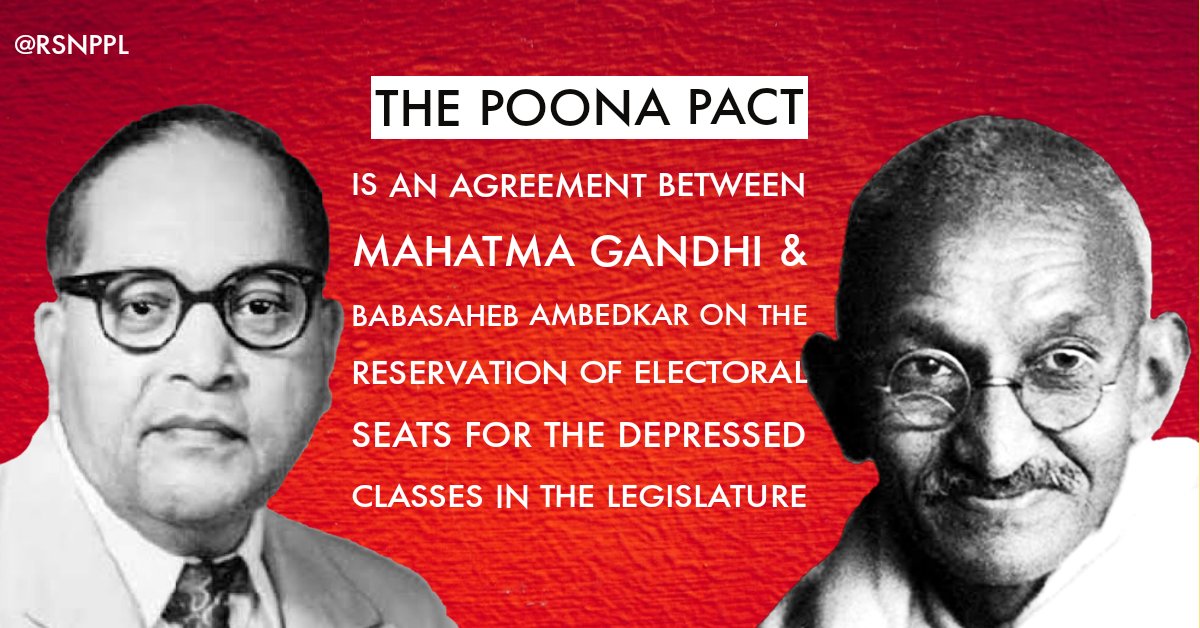 @RSNPPL
THE POONA PACT
IS AN AGREEMENT BETWEEN
MAHATMA GANDHI &
BABASAHEB AMBEDKAR ON THE
RESERVATION OF ELECTORAL
SEATS FOR THE DEPRESSED
CLASSES IN THE LEGISLATURE